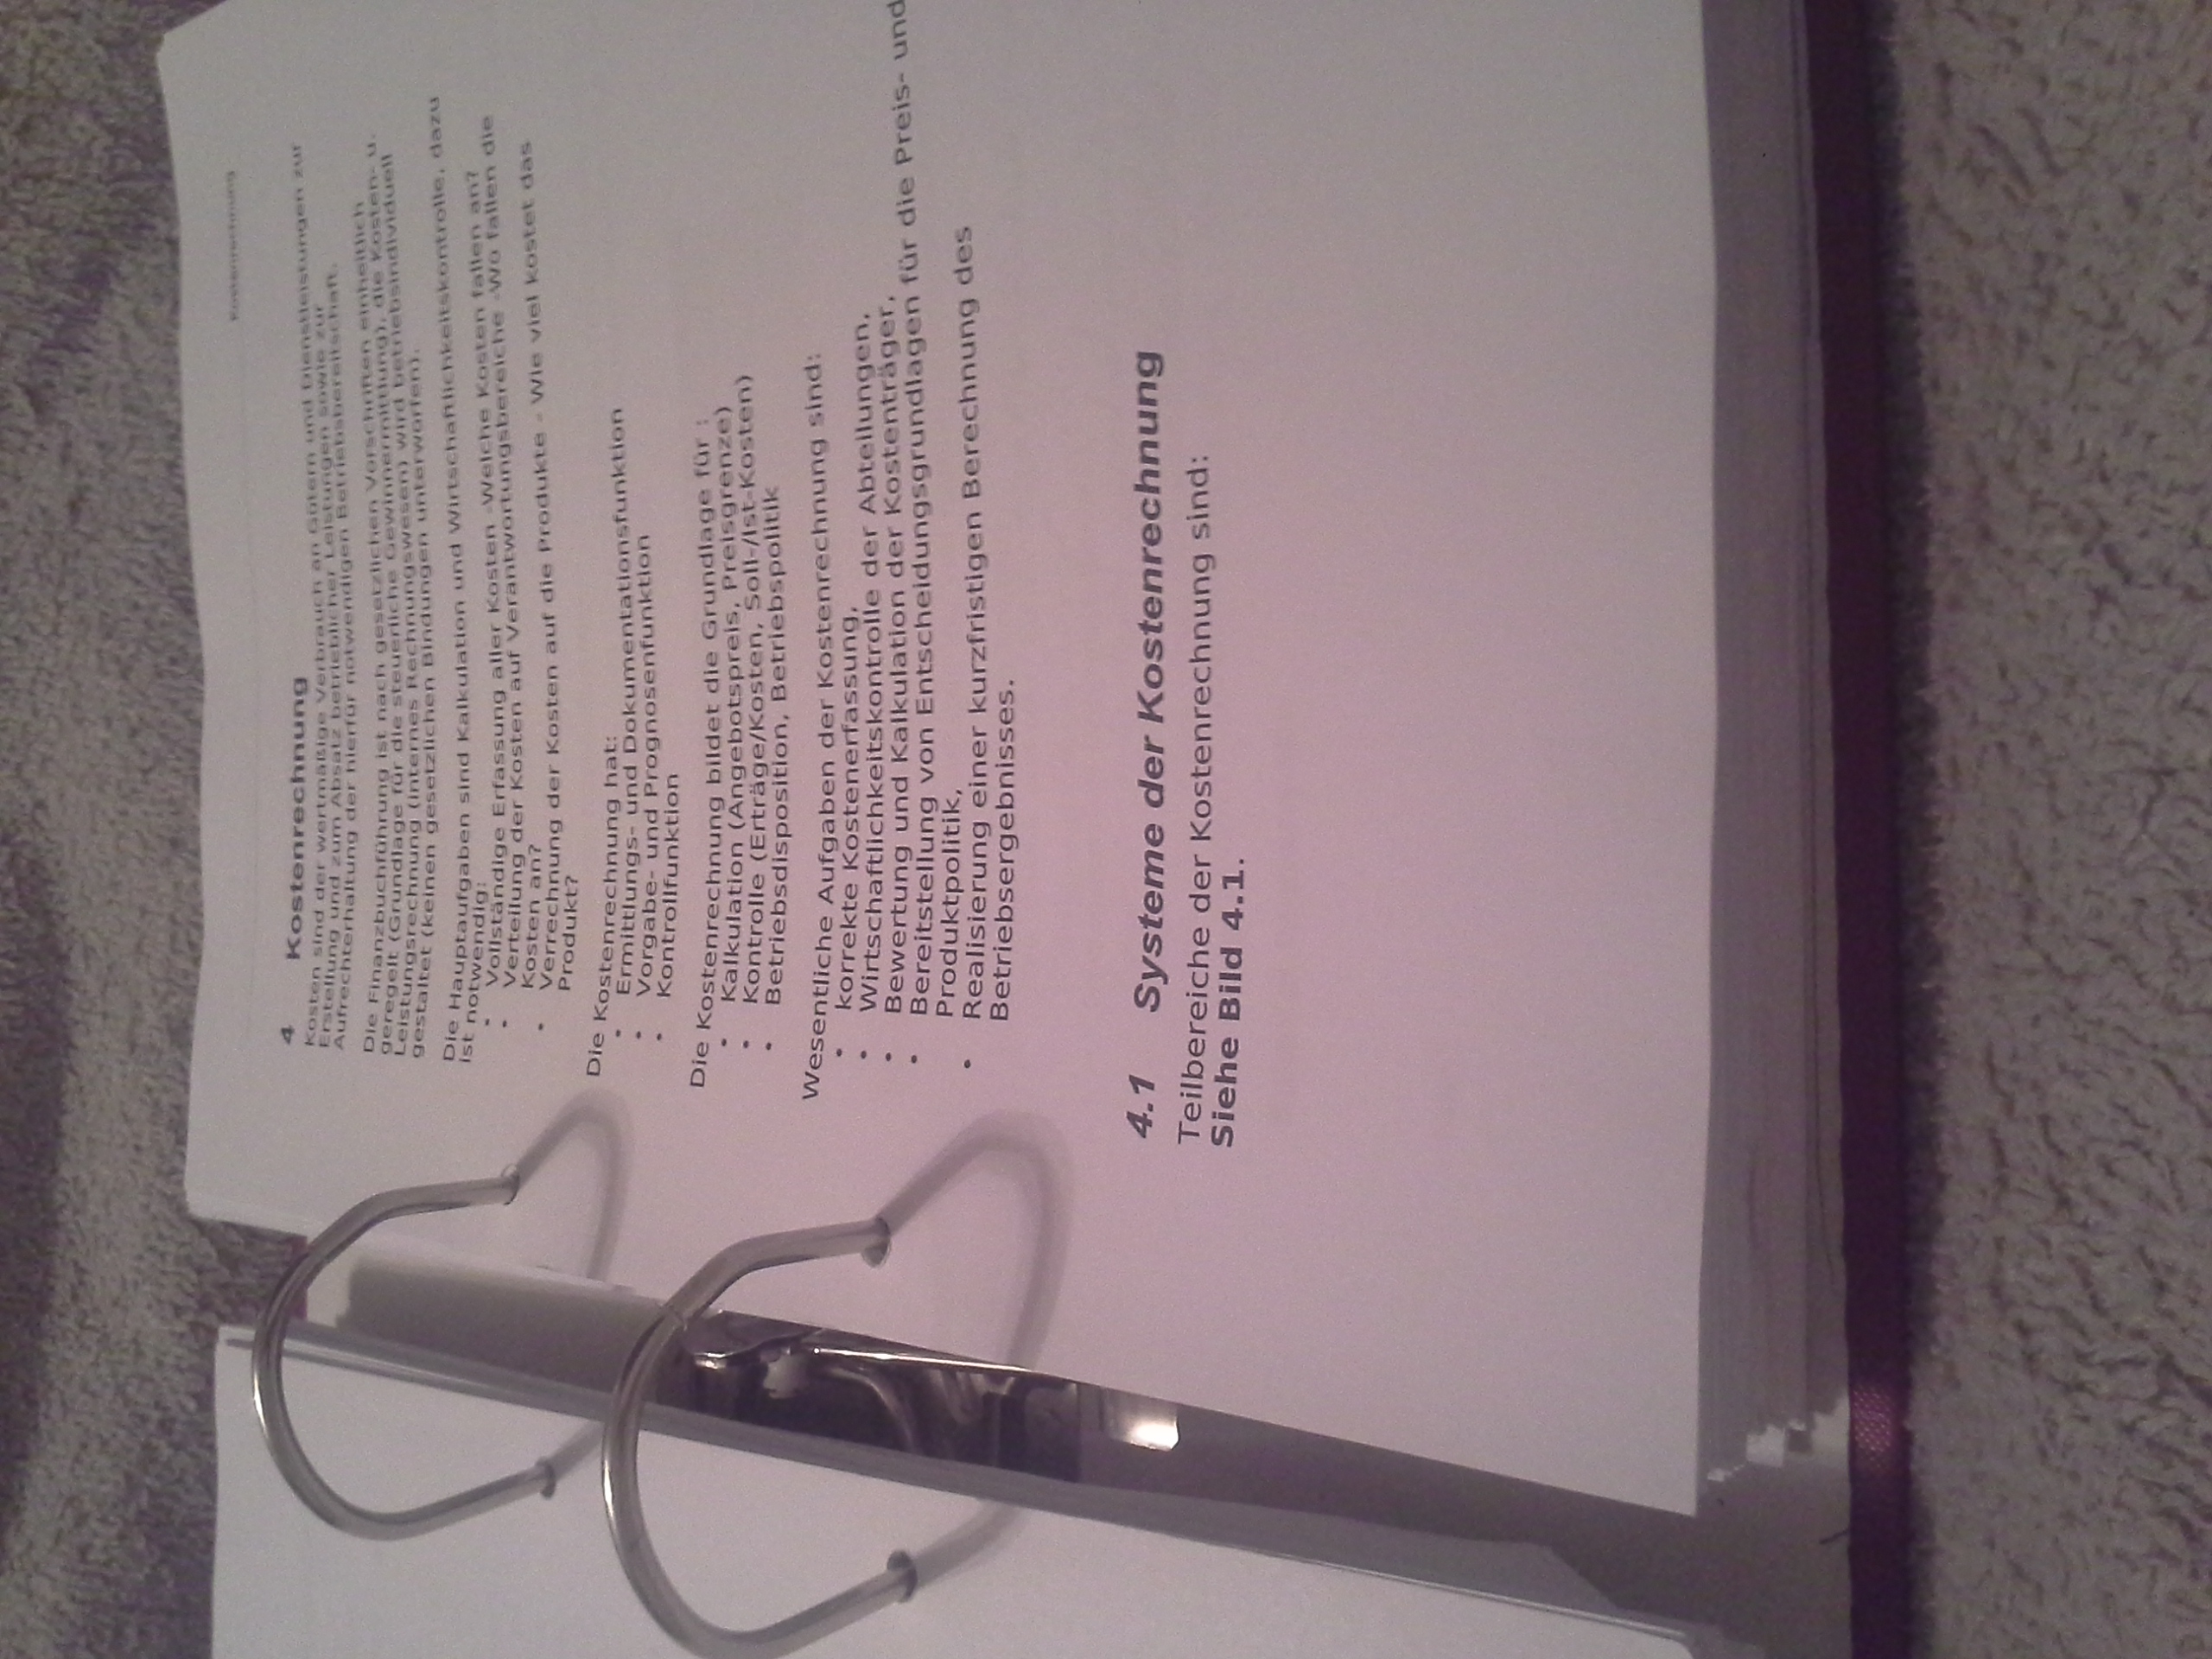 Kostenrechnung
4 Kostenrechnung
Kosten sind der wertmäßige Verbrauch an Gütern und Dienstleistungen zur
Erstellung und zum Absatz betrieblicher Leistungen sowie zur
Aufrechterhaltung der hierfür notwendigen Betriebsbereitschaft.
Die Finanzbuchführung ist nach gesetzlichen Vorschriften einheitlich
geregelt (Grundlage für die steuerliche Gewinnermittlung), die Kosten- u.
Leistungsrechnung (internes Rechnungswesen) wird betriebsindividuell
gestaltet (keinen gesetzlichen Bindungen unterworfen).
Die Hauptaufgaben sind Kalkulation und Wirtschaftlichkeitskontrolle, dazu
ist notwendig:
• Vollständige Erfassung aller Kosten -Welche Kosten fallen an?
• Verteilung der Kosten auf Verantwortungsbereiche -Wo fallen die
Kosten an?
• Verrechnung der Kosten auf die Produkte - Wie viel kostet das
Produkt?
Die Kostenrechnung hat:
• Ermittlungs- und Dokumentationsfunktion
• Vorgabe- und Prognosenfunktion
• Kontrollfunktion
Die Kostenrechnung bildet die Grundlage für :
• Kalkulation (Angebotspreis, Preisgrenze)
• Kontrolle (Erträge/Kosten, Soll-/Ist-Kosten)
• Betriebsdisposition, Betriebspolitik
Wesentliche Aufgaben der Kostenrechnung sind:
• korrekte Kostenerfassung,
• Wirtschaftlichkeitskontrolle der Abteilungen,
• Bewertung und Kalkulation der Kostenträger,
• Bereitstellung von Entscheidungsgrundlagen für die Preis- und
Produktpolitik,
• Realisierung einer kurzfristigen Berechnung des
Betriebsergebnisses.
4.1 Systeme der Kostenrechnung
Teilbereiche der Kostenrechnung sind:
Siehe Bild 4.1.